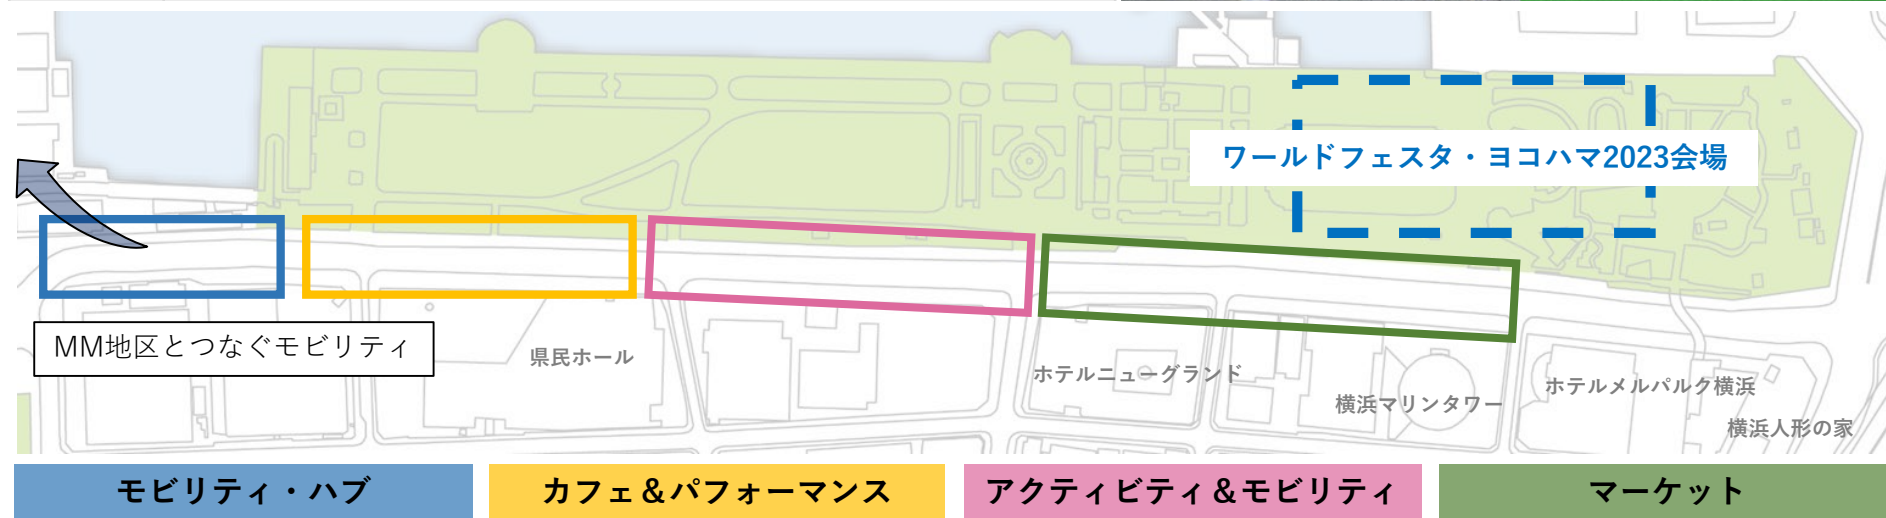 ワールドフェスタ・ヨコハマ2023会場
MM地区とつなぐモビリティ
県民ホール
ホテルニューグランド
横浜マリンタワー
ホテルメルパルク横浜
横浜人形の家
モビリティ・ハブ
カフェ&パフォーマンス
アクティビティ&モビリティ
マーケット